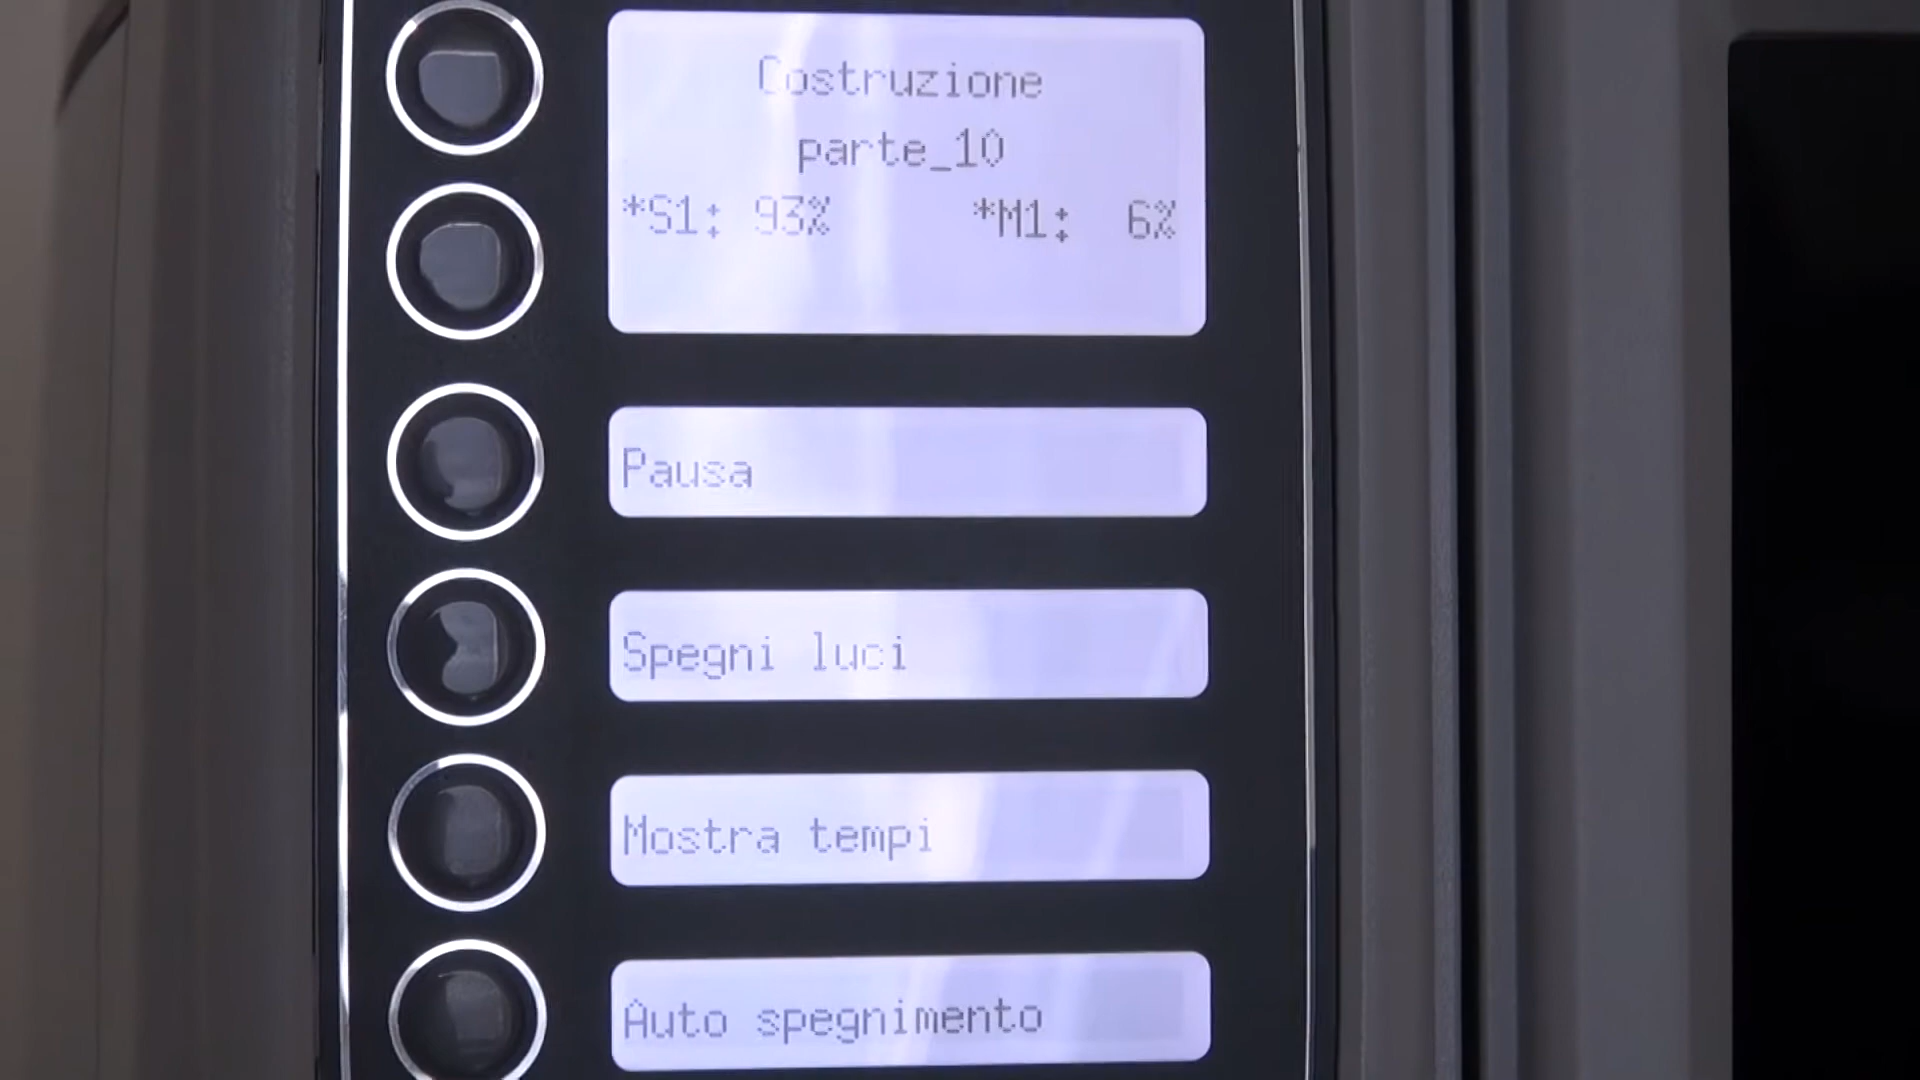 Costruzione
parte_10
*S1: 93% *M1: 6%
Pausa
Spegni luci
Mostra tempi
Auto spegnimento